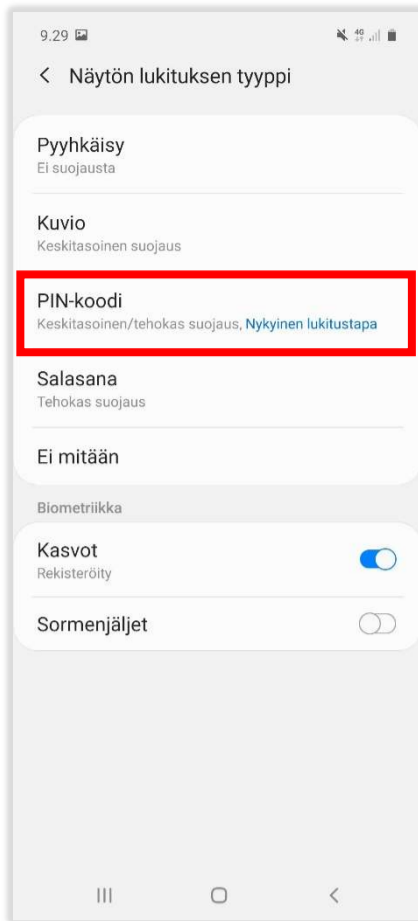 9.29
4G
Näytön lukituksen tyyppi
Pyyhkäisy
Ei suojausta
Kuvio
Keskitasoinen suojaus
PIN-koodi
Keskitasoinen/tehokas suojaus, Nykyinen lukitustapa
Salasana
Tehokas suojaus
Ei mitään
Biometriikka
Kasvot
Rekisteröity
Sormenjäljet